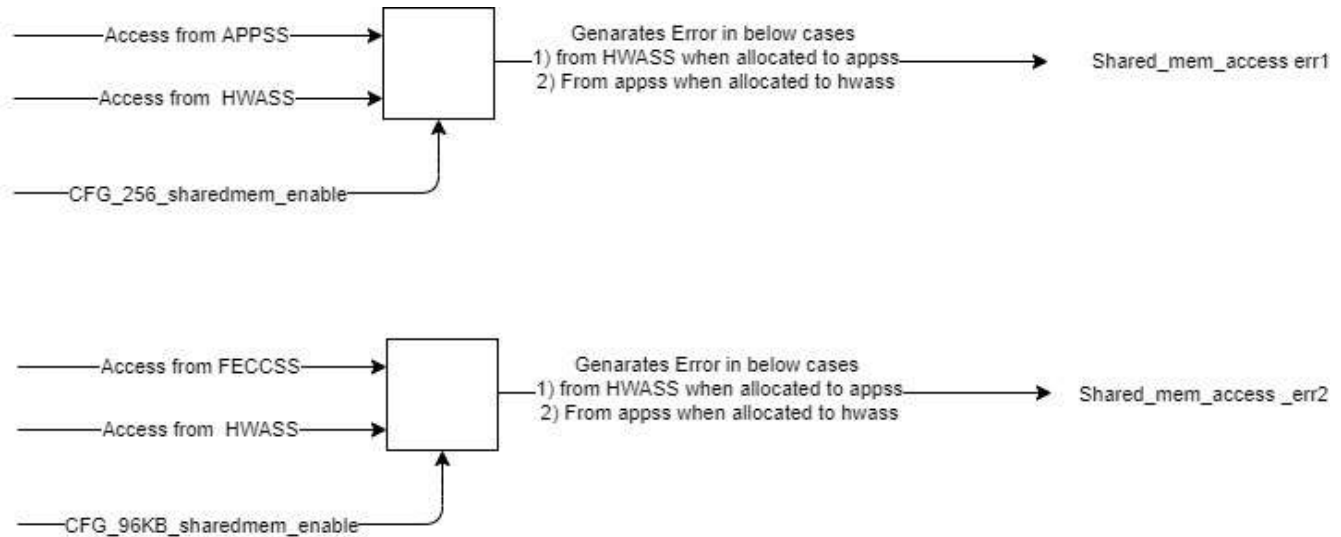 Access from APPSS
Genarates Error in below cases
1) from HWASS when allocated to appss
2) From appss when allocated to hwass
Shared_mem_access err1
Access from HWASS
CFG_256_sharedmem_enable
Access from FECCSS
Genarates Error in below cases
1) from HWASS when allocated to appss
2) From appss when allocated to hwass
Shared_mem_access _err2
Access from HWASS
CFG_96KB_sharedmem_enable